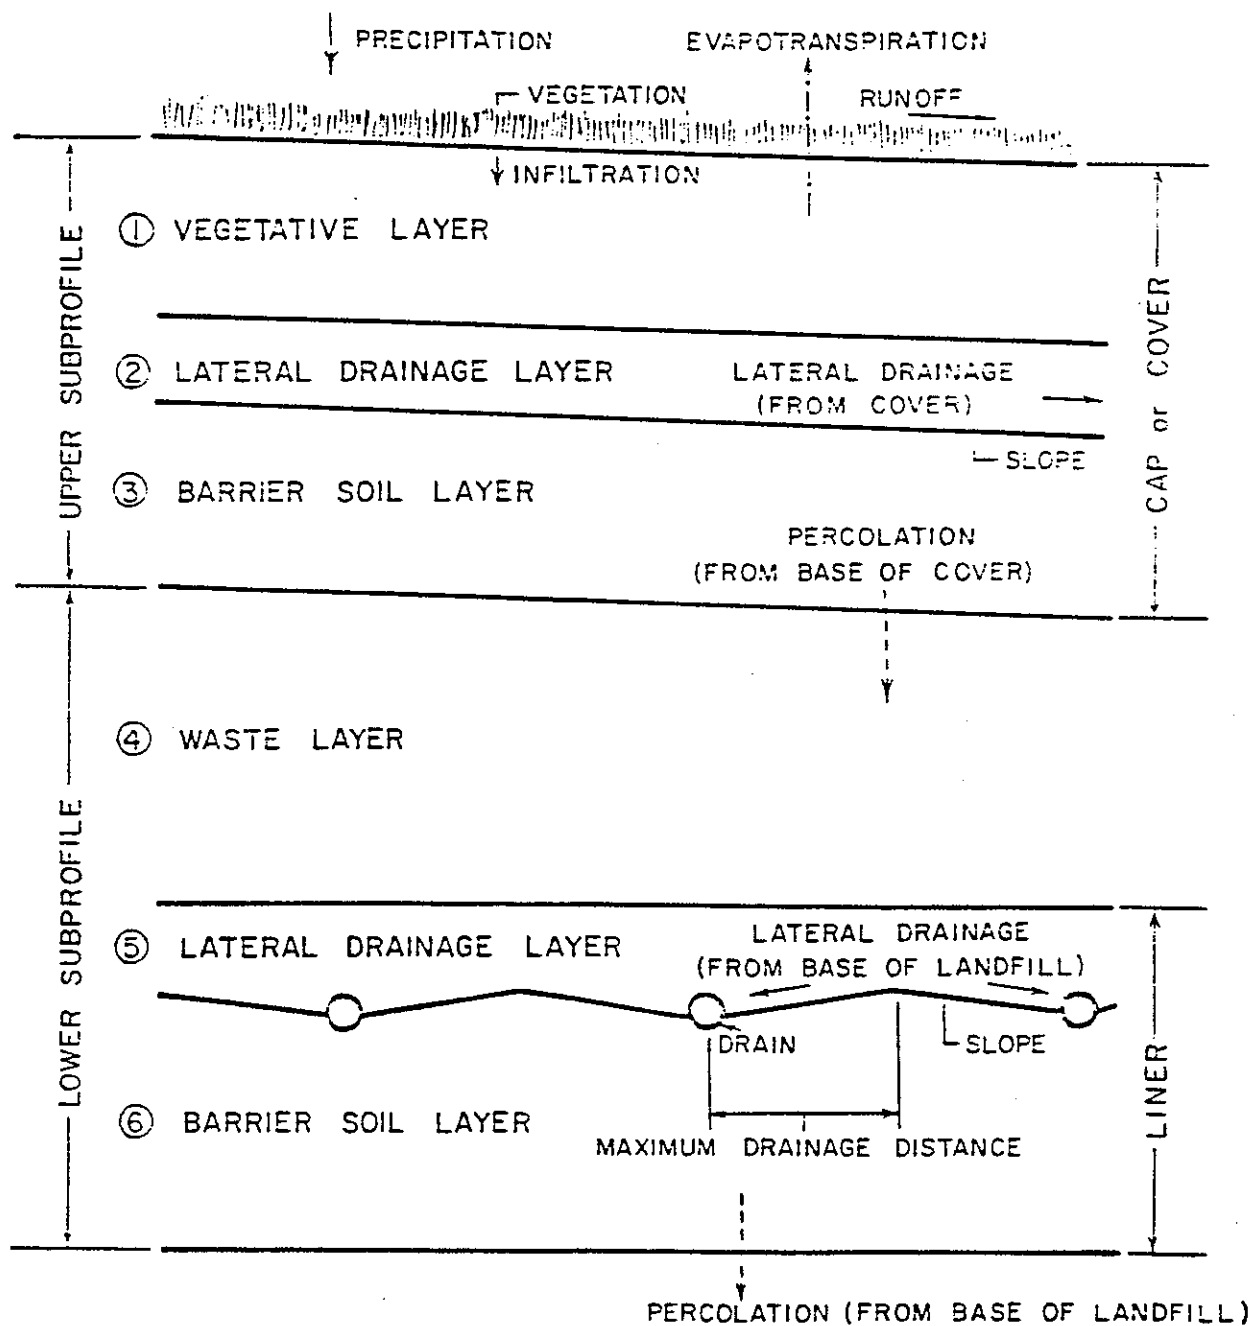 PRECIPITATION
EVAPOTRANSPIRATION
VEGETATION
RUNOFF
INFILTRATION
① VEGETATIVE LAYER
② LATERAL DRAINAGE LAYER
LATERAL DRAINAGE
(FROM COVER)
SLOPE
③ BARRIER SOIL LAYER
PERCOLATION
(FROM BASE OF COVER)
UPPER SUBPROFILE
CAP or COVER
④ WASTE LAYER
⑤ LATERAL DRAINAGE LAYER
LATERAL DRAINAGE
(FROM BASE OF LANDFILL)
DRAIN
SLOPE
⑥ BARRIER SOIL LAYER
MAXIMUM DRAINAGE DISTANCE
LOWER SUBPROFILE
LINER
PERCOLATION (FROM BASE OF LANDFILL)